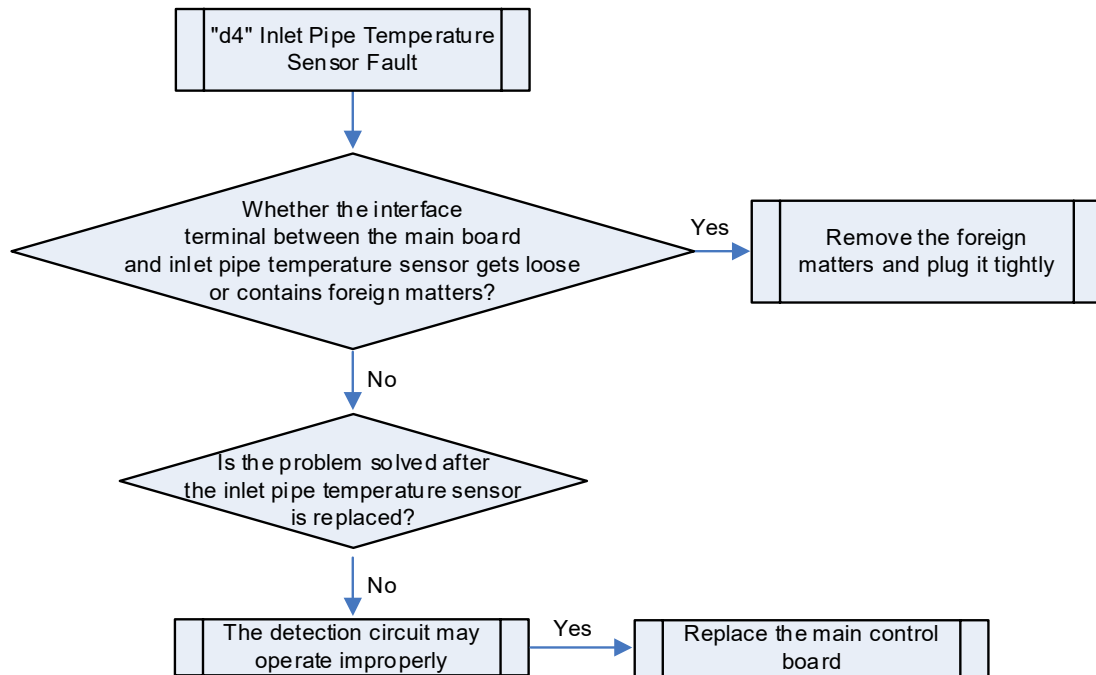 "d4" Inlet Pipe Temperature
Sensor Fault
Whether the interface
terminal between the main board
and inlet pipe temperature sensor gets loose
or contains foreign matters?
Yes
Remove the foreign
matters and plug it tightly
No
Is the problem solved after
the inlet pipe temperature sensor
is replaced?
No
The detection circuit may
operate improperly
Yes
Replace the main control
board